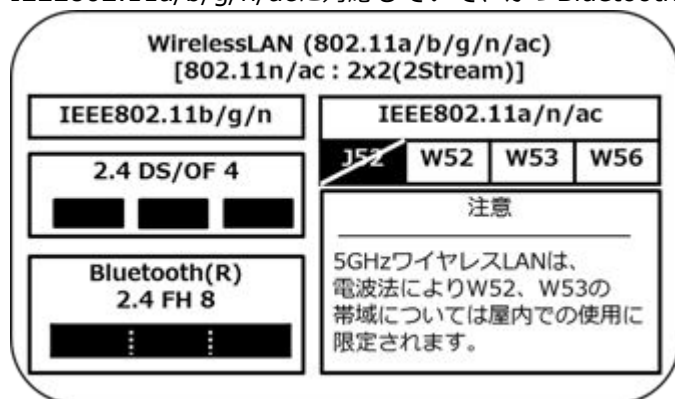 WirelessLAN (802.11a/b/g/n/ac)
[802.11n/ac : 2x2(2Stream)]
IEEE802.11b/g/n
2.4 DS/OF 4
Bluetooth(R)
2.4 FH 8
IEEE802.11a/n/ac
J52 W52 W53 W56
注意
5GHzワイヤレスLANは、
電波法によりW52、W53の
帯域については屋内での使用に
限定されます。